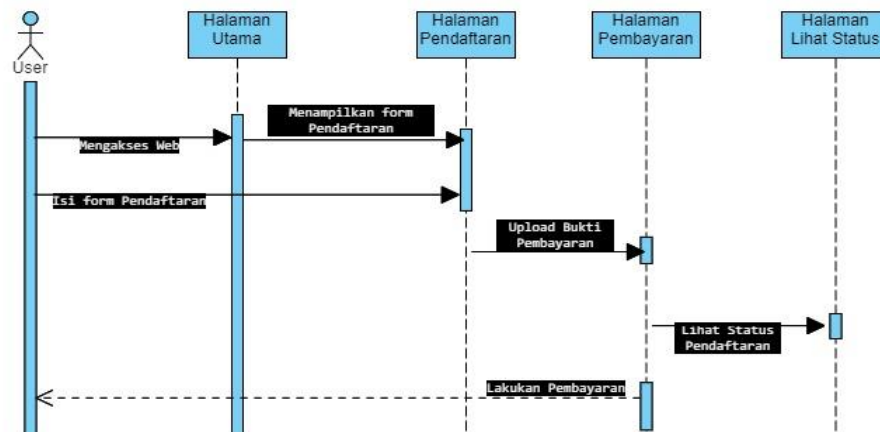 Halaman
Utama
Halaman
Pendaftaran
Halaman
Pembayaran
Halaman
Lihat Status
User
Menampilkan form
Pendaftaran
Mengakses Web
Isi form Pendaftaran
Upload Bukti
Pembayaran
Lihat Status
Pendaftaran
Lakukan Pembayaran